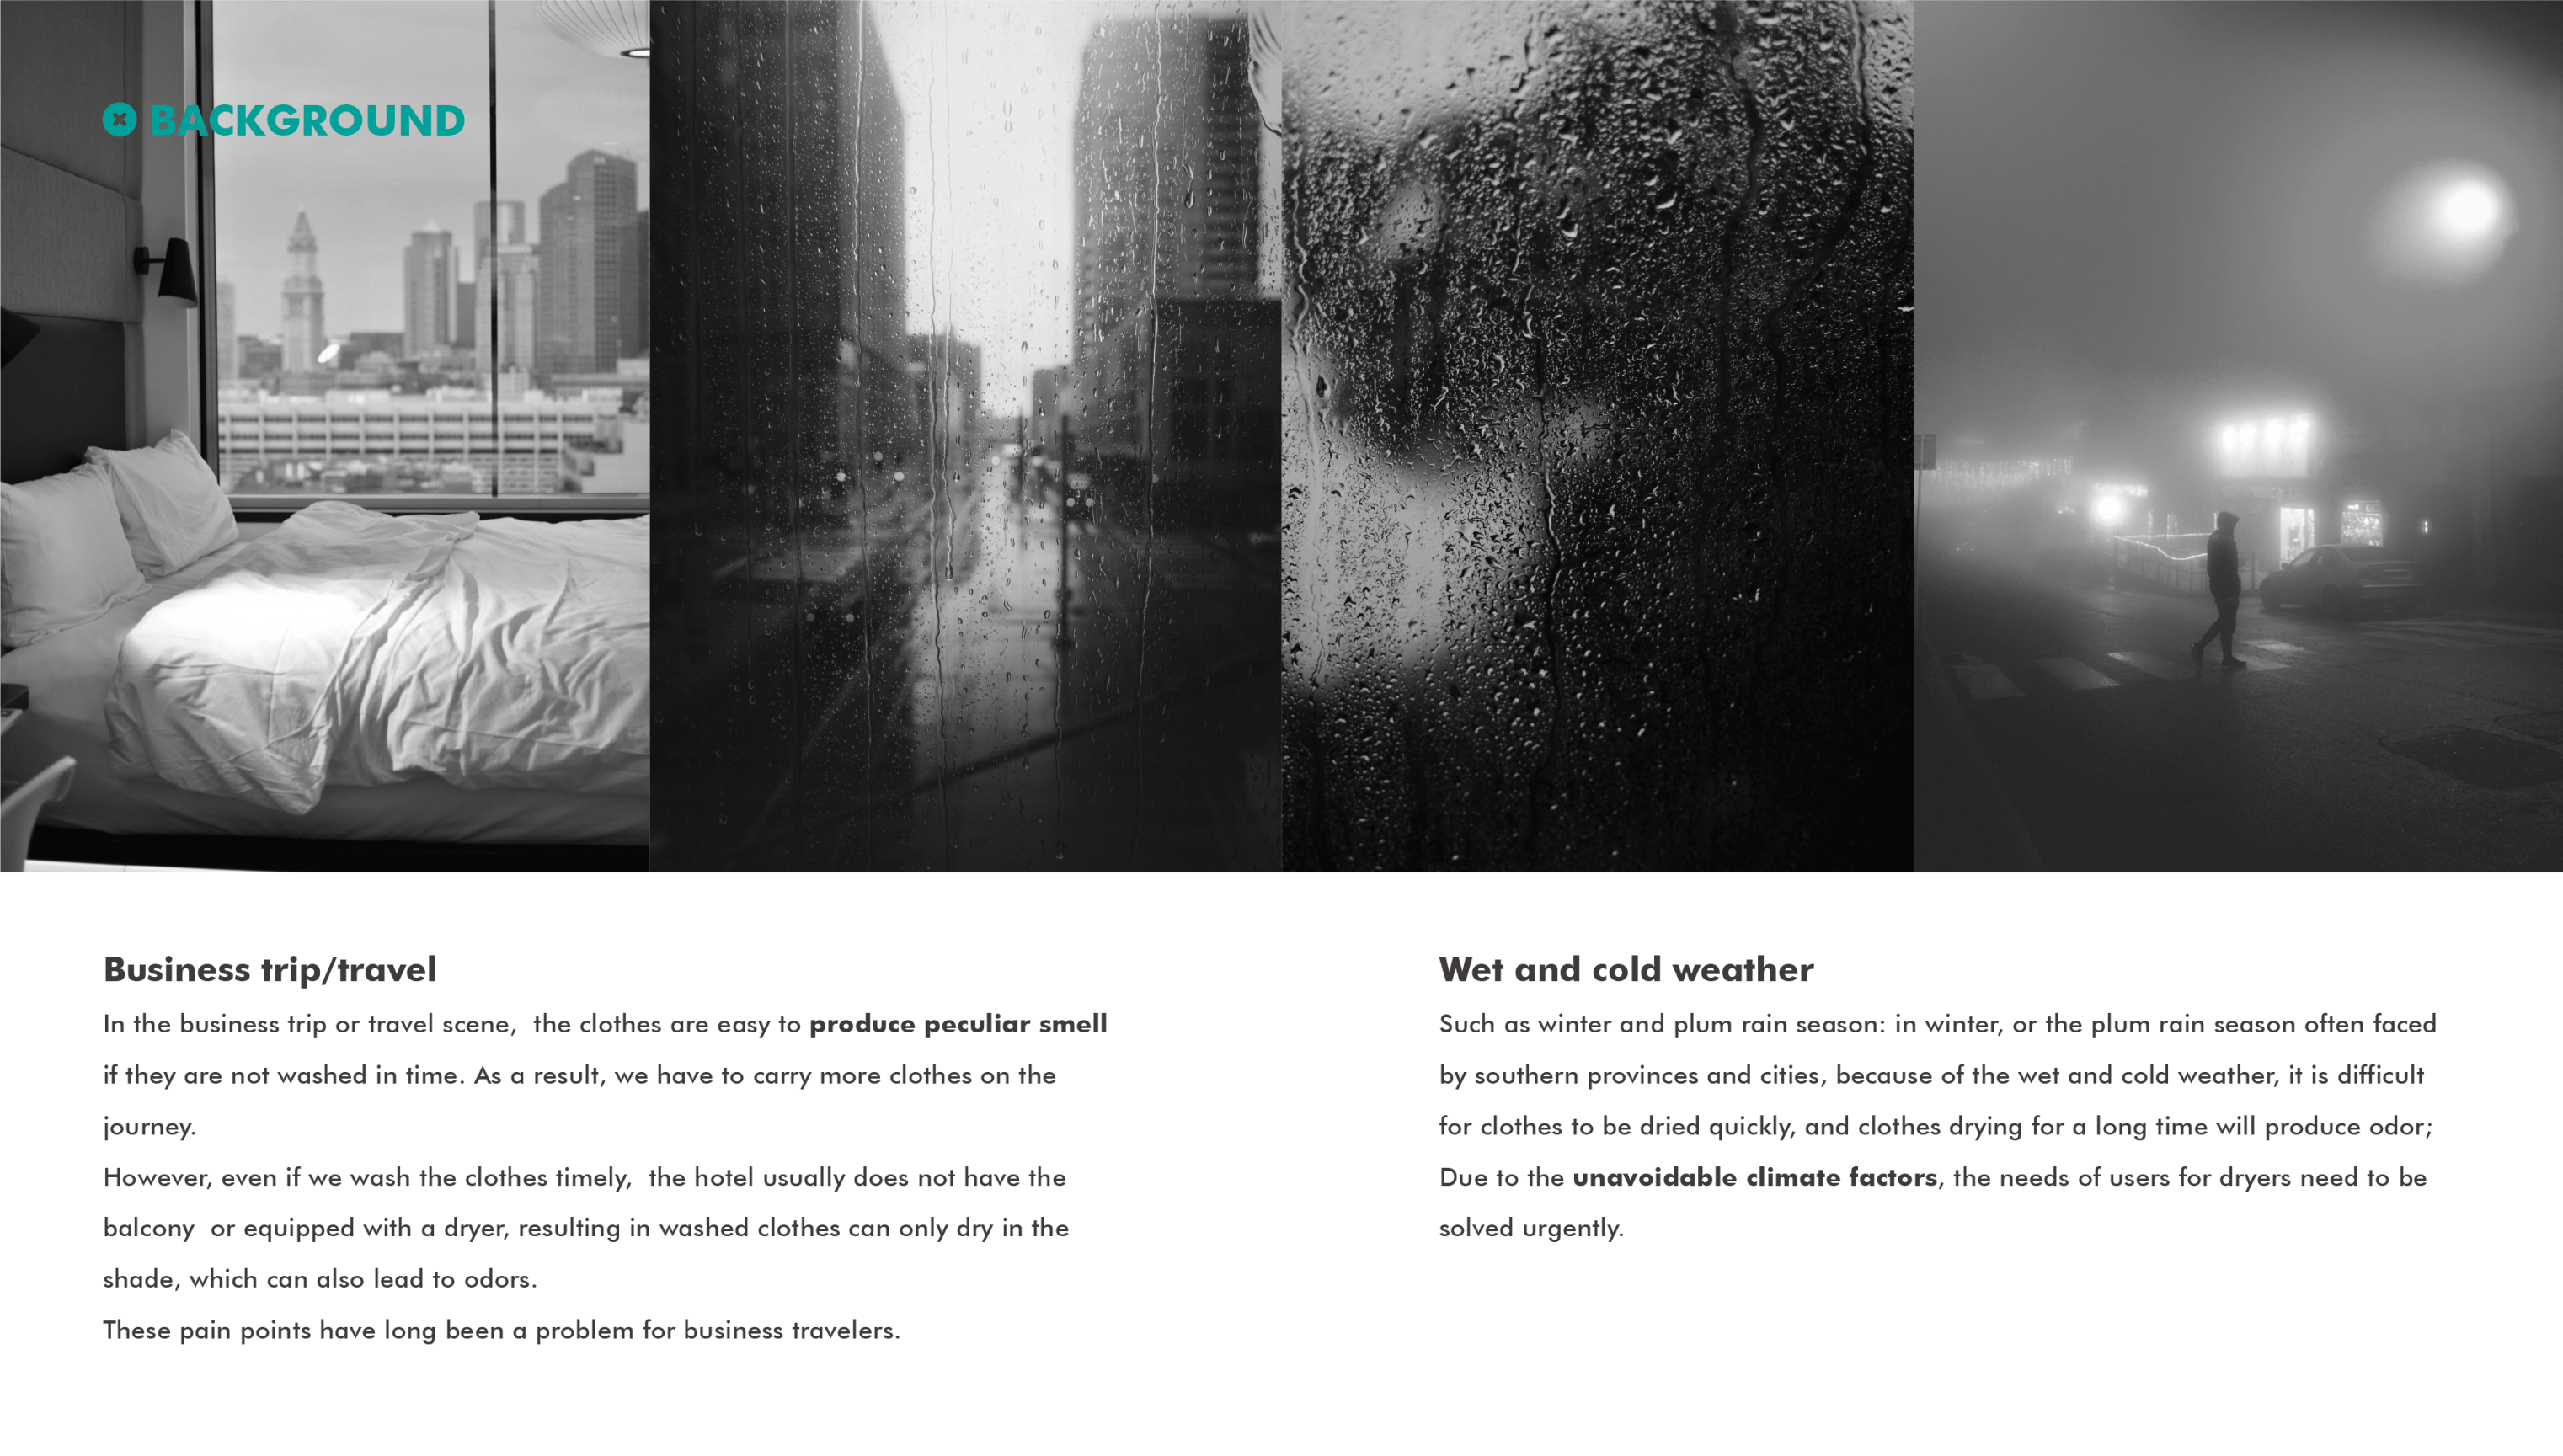 BACKGROUND
Business trip/travel
In the business trip or travel scene,  the clothes are easy to produce peculiar smell
if they are not washed in time. As a result, we have to carry more clothes on the
journey.
However, even if we wash the clothes timely,  the hotel usually does not have the
balcony  or equipped with a dryer, resulting in washed clothes can only dry in the
shade, which can also lead to odors.
These pain points have long been a problem for business travelers.
Wet and cold weather
Such as winter and plum rain season: in winter, or the plum rain season often faced
by southern provinces and cities, because of the wet and cold weather, it is difficult
for clothes to be dried quickly, and clothes drying for a long time will produce odor;
Due to the unavoidable climate factors, the needs of users for dryers need to be
solved urgently.